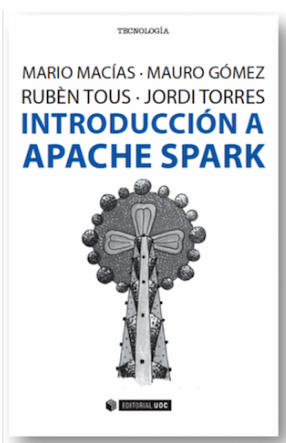 TECNOLOGÍA
MARIO MACÍAS · MAURO GÓMEZ
RUBÈN TOUS · JORDI TORRES
INTRODUCCIÓN A
APACHE SPARK
EDITORIAL UOC